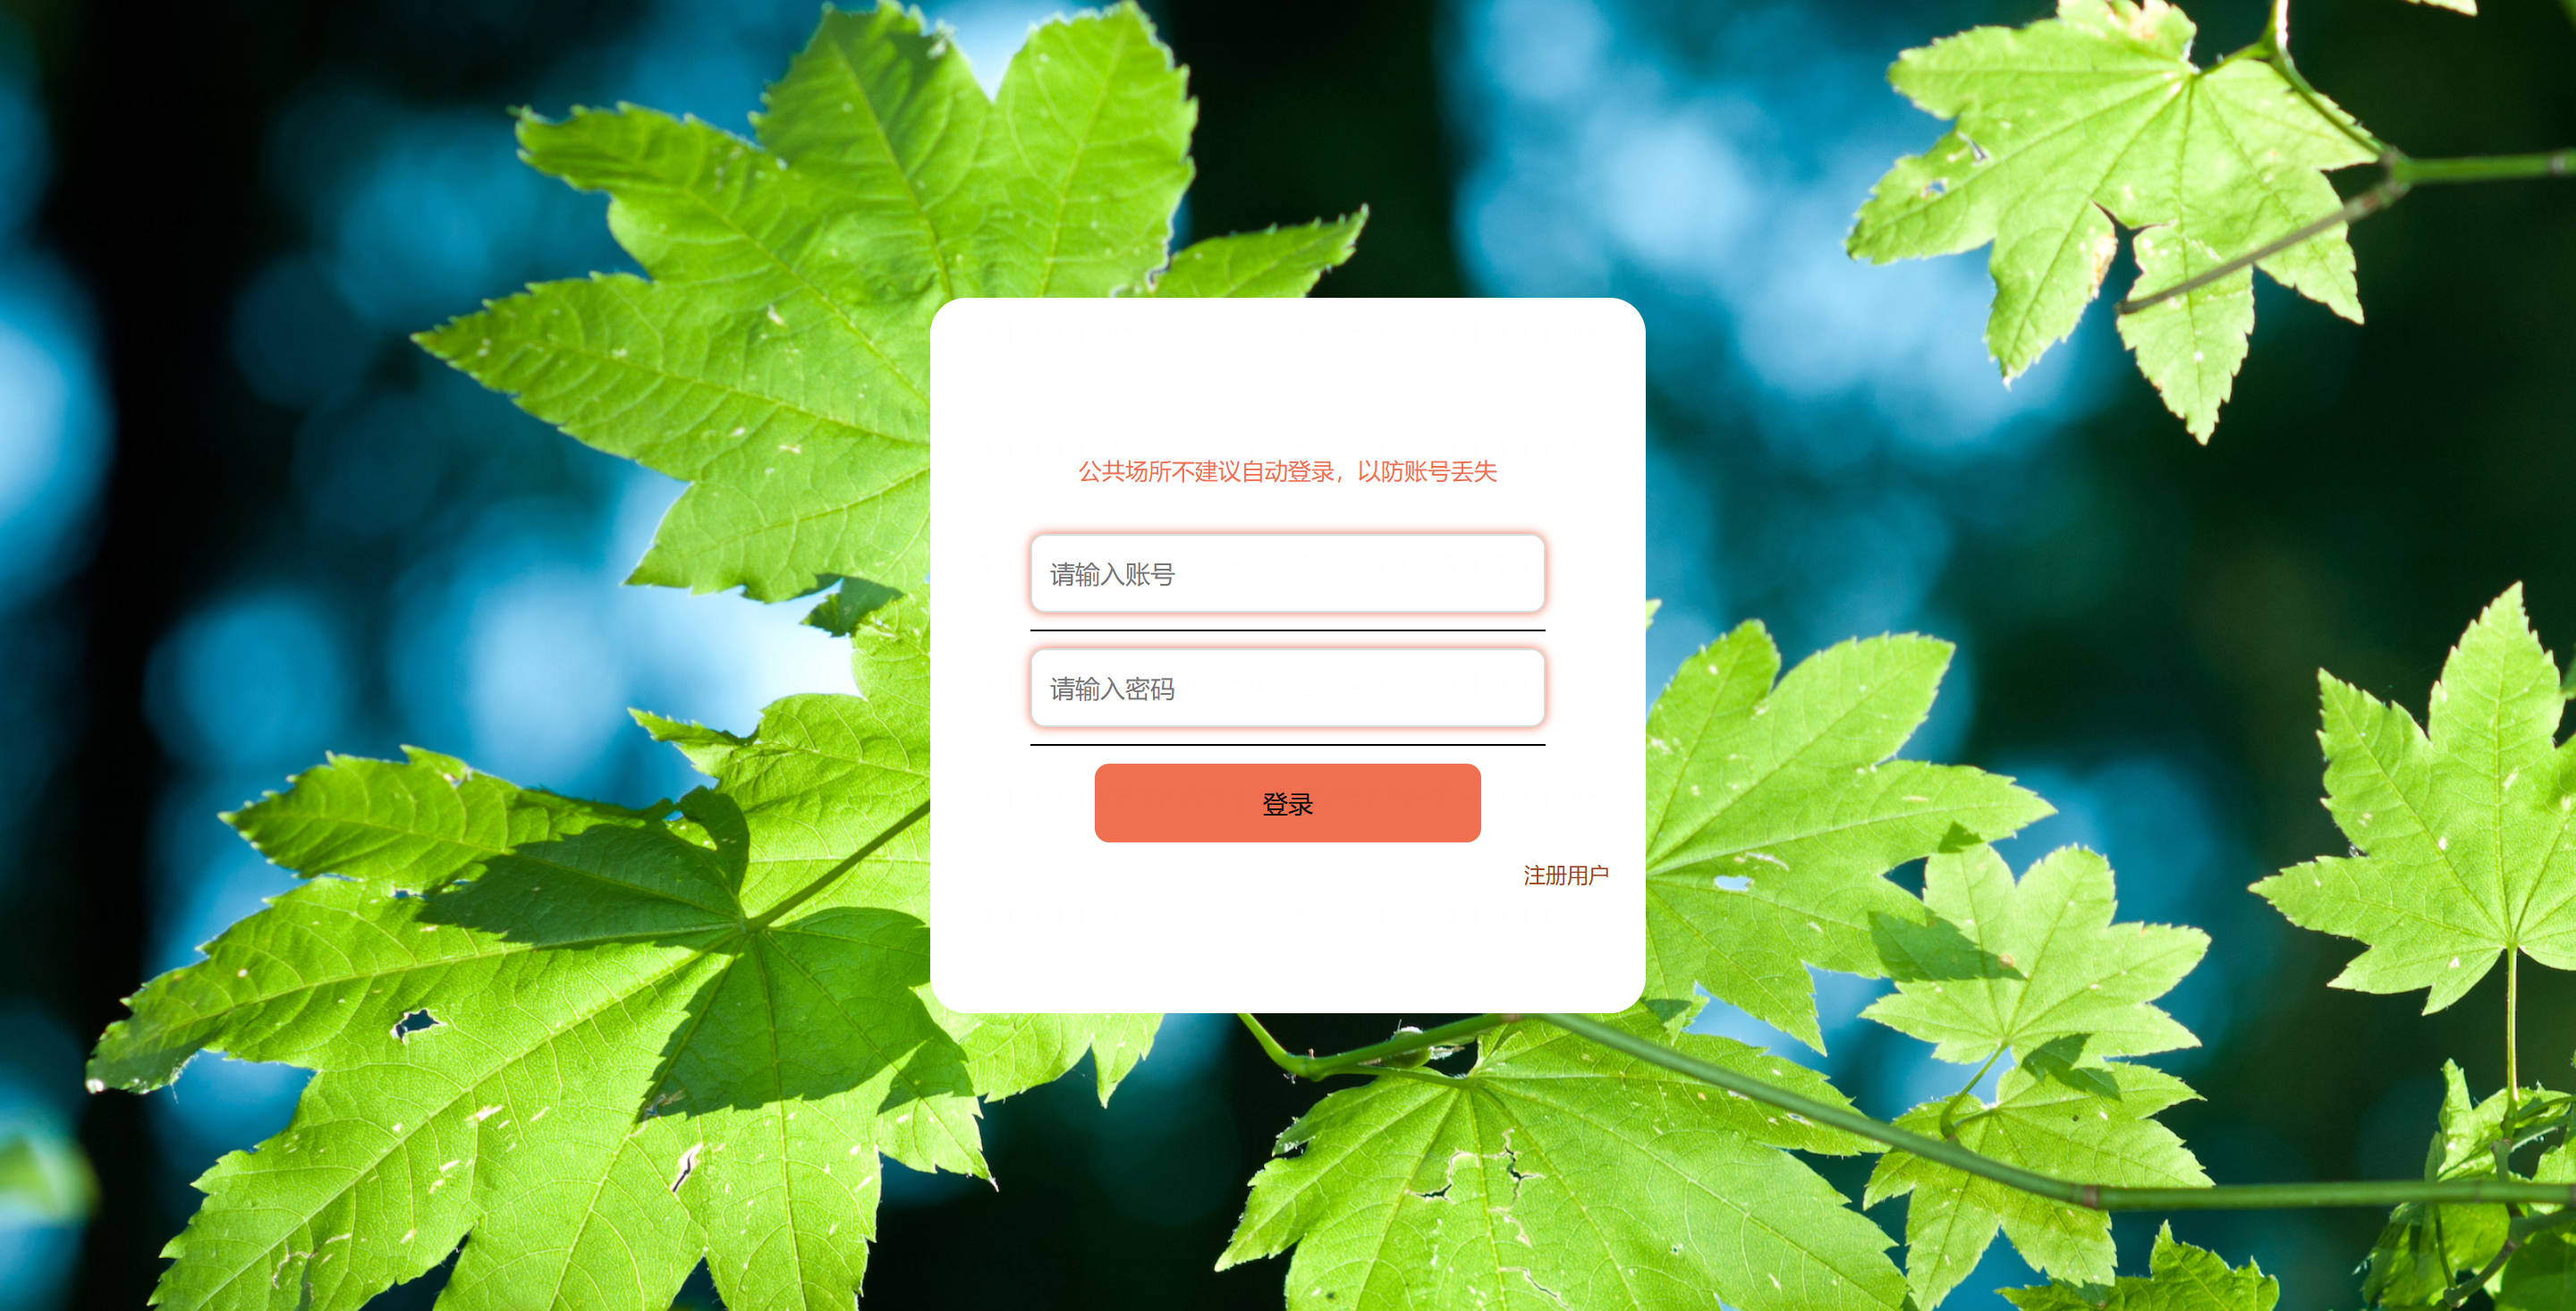 公共场所不建议自动登录，以防账号丢失
请输入账号
请输入密码
登录
注册用户